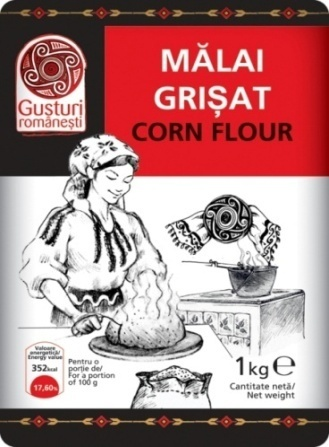 Gusturi
românești
MĂLAI
GRIȘAT
CORN FLOUR
Valoare
energetică/
Energy value
352kcal
17,60%
Pentru o
porție de/
For a portion
of 100 g
1kg e
Cantitate netă/
Net weight